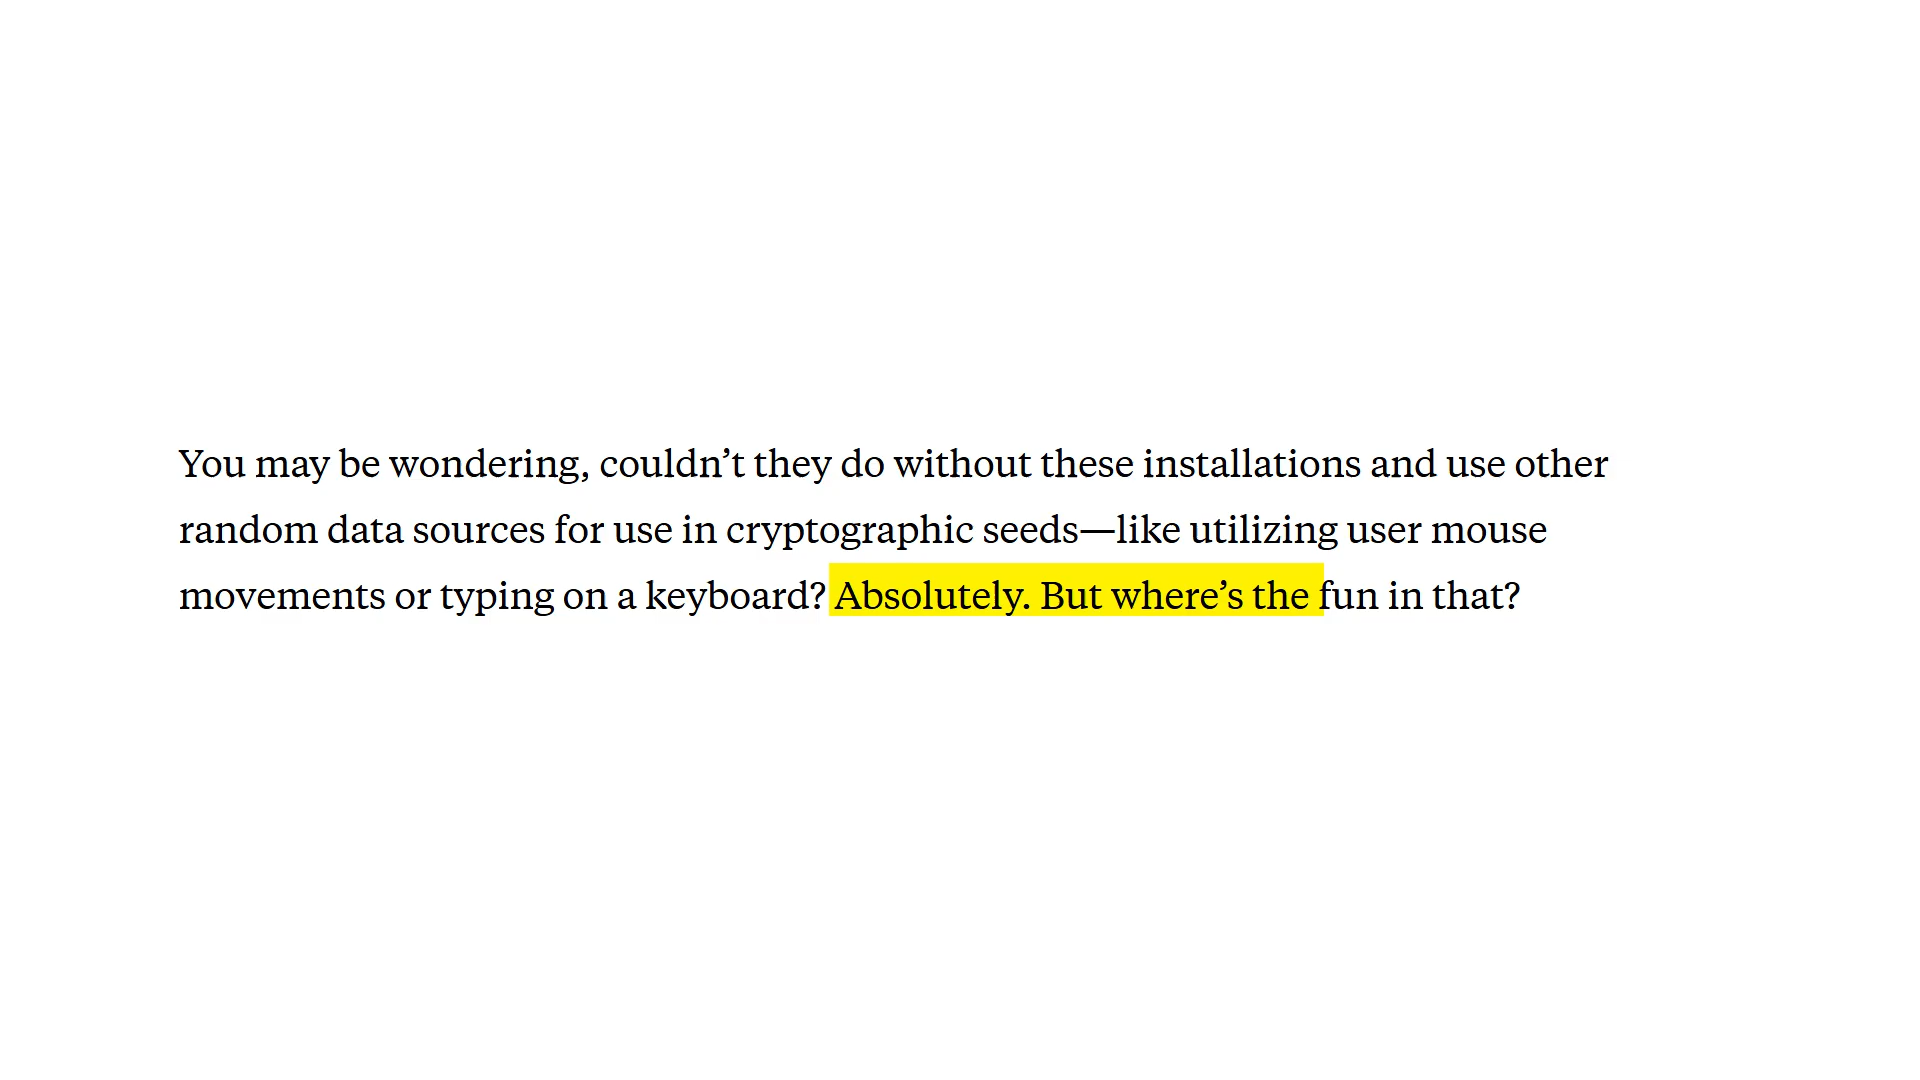 You may be wondering, couldn’t they do without these installations and use other
random data sources for use in cryptographic seeds—like utilizing user mouse
movements or typing on a keyboard? Absolutely. But where’s the fun in that?